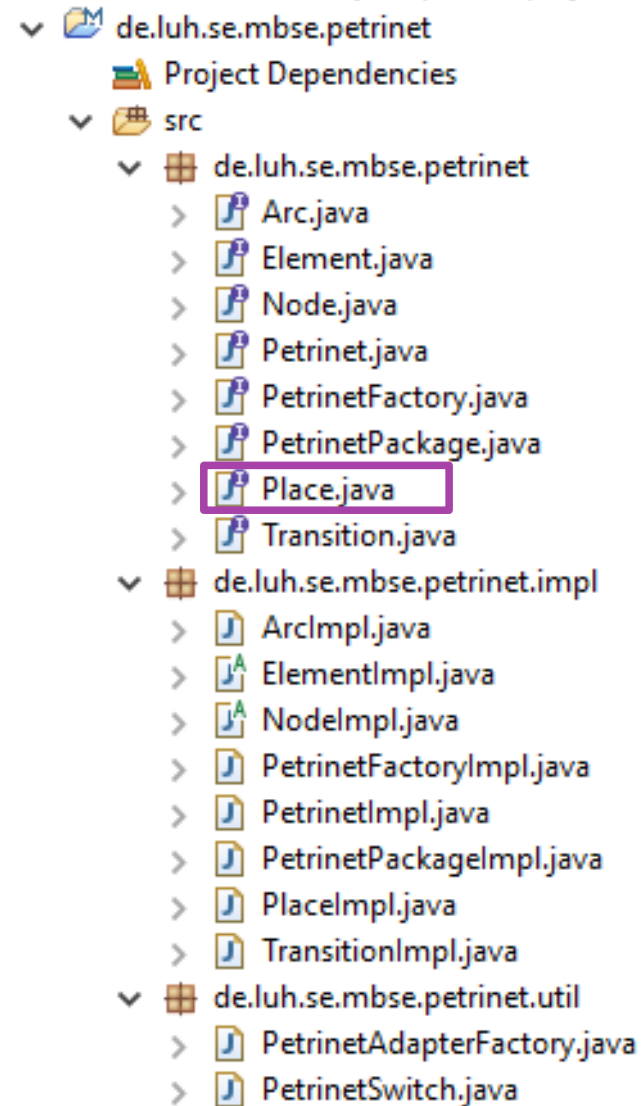 de.luh.se.mbse.petrinet
Project Dependencies
src
de.luh.se.mbse.petrinet
Arc.java
Element.java
Node.java
Petrinet.java
PetrinetFactory.java
PetrinetPackage.java
Place.java
Transition.java
de.luh.se.mbse.petrinet.impl
ArcImpl.java
ElementImpl.java
NodeImpl.java
PetrinetFactoryImpl.java
PetrinetImpl.java
PetrinetPackageImpl.java
PlaceImpl.java
TransitionImpl.java
de.luh.se.mbse.petrinet.util
PetrinetAdapterFactory.java
PetrinetSwitch.java